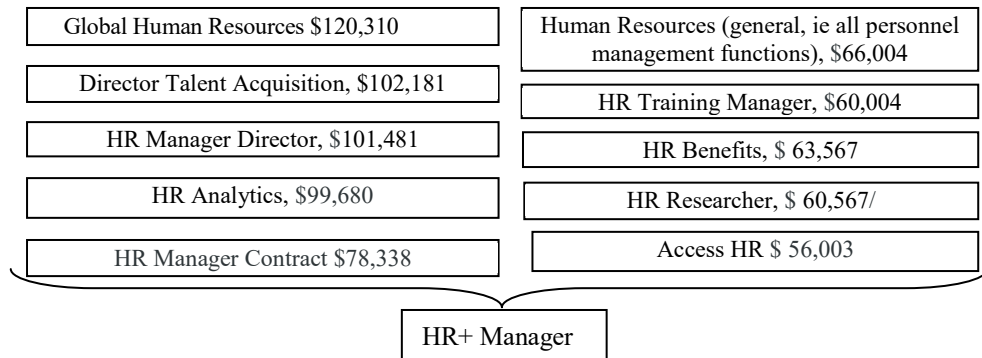 Global Human Resources $120,310
Director Talent Acquisition, $102,181
HR Manager Director, $101,481
HR Analytics, $99,680
HR Manager Contract $78,338
Human Resources (general, ie all personnel
management functions), $66,004
HR Training Manager, $60,004
HR Benefits, $ 63,567
HR Researcher, $ 60,567/
Access HR $ 56,003
HR+ Manager